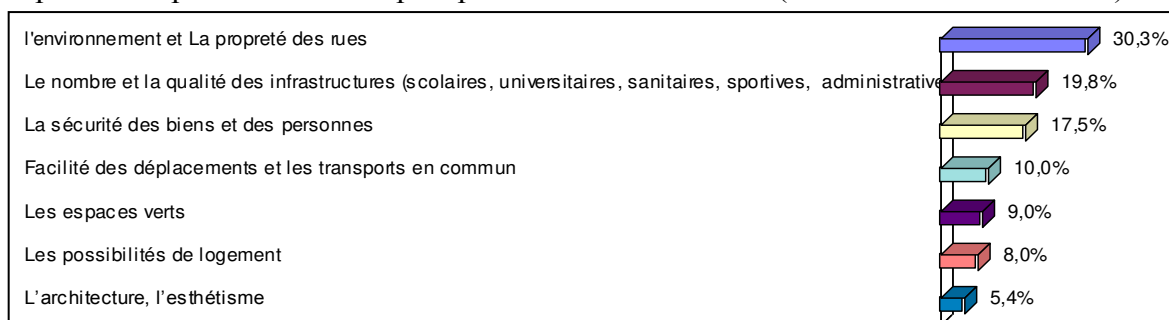 l'environnement et La propreté des rues 30,3%
Le nombre et la qualité des infrastructures (scolaires, universitaires, sanitaires, sportives, administrative 19,8%
La sécurité des biens et des personnes 17,5%
Facilité des déplacements et les transports en commun 10,0%
Les espaces verts 9,0%
Les possibilités de logement 8,0%
L'architecture, l'esthétisme 5,4%